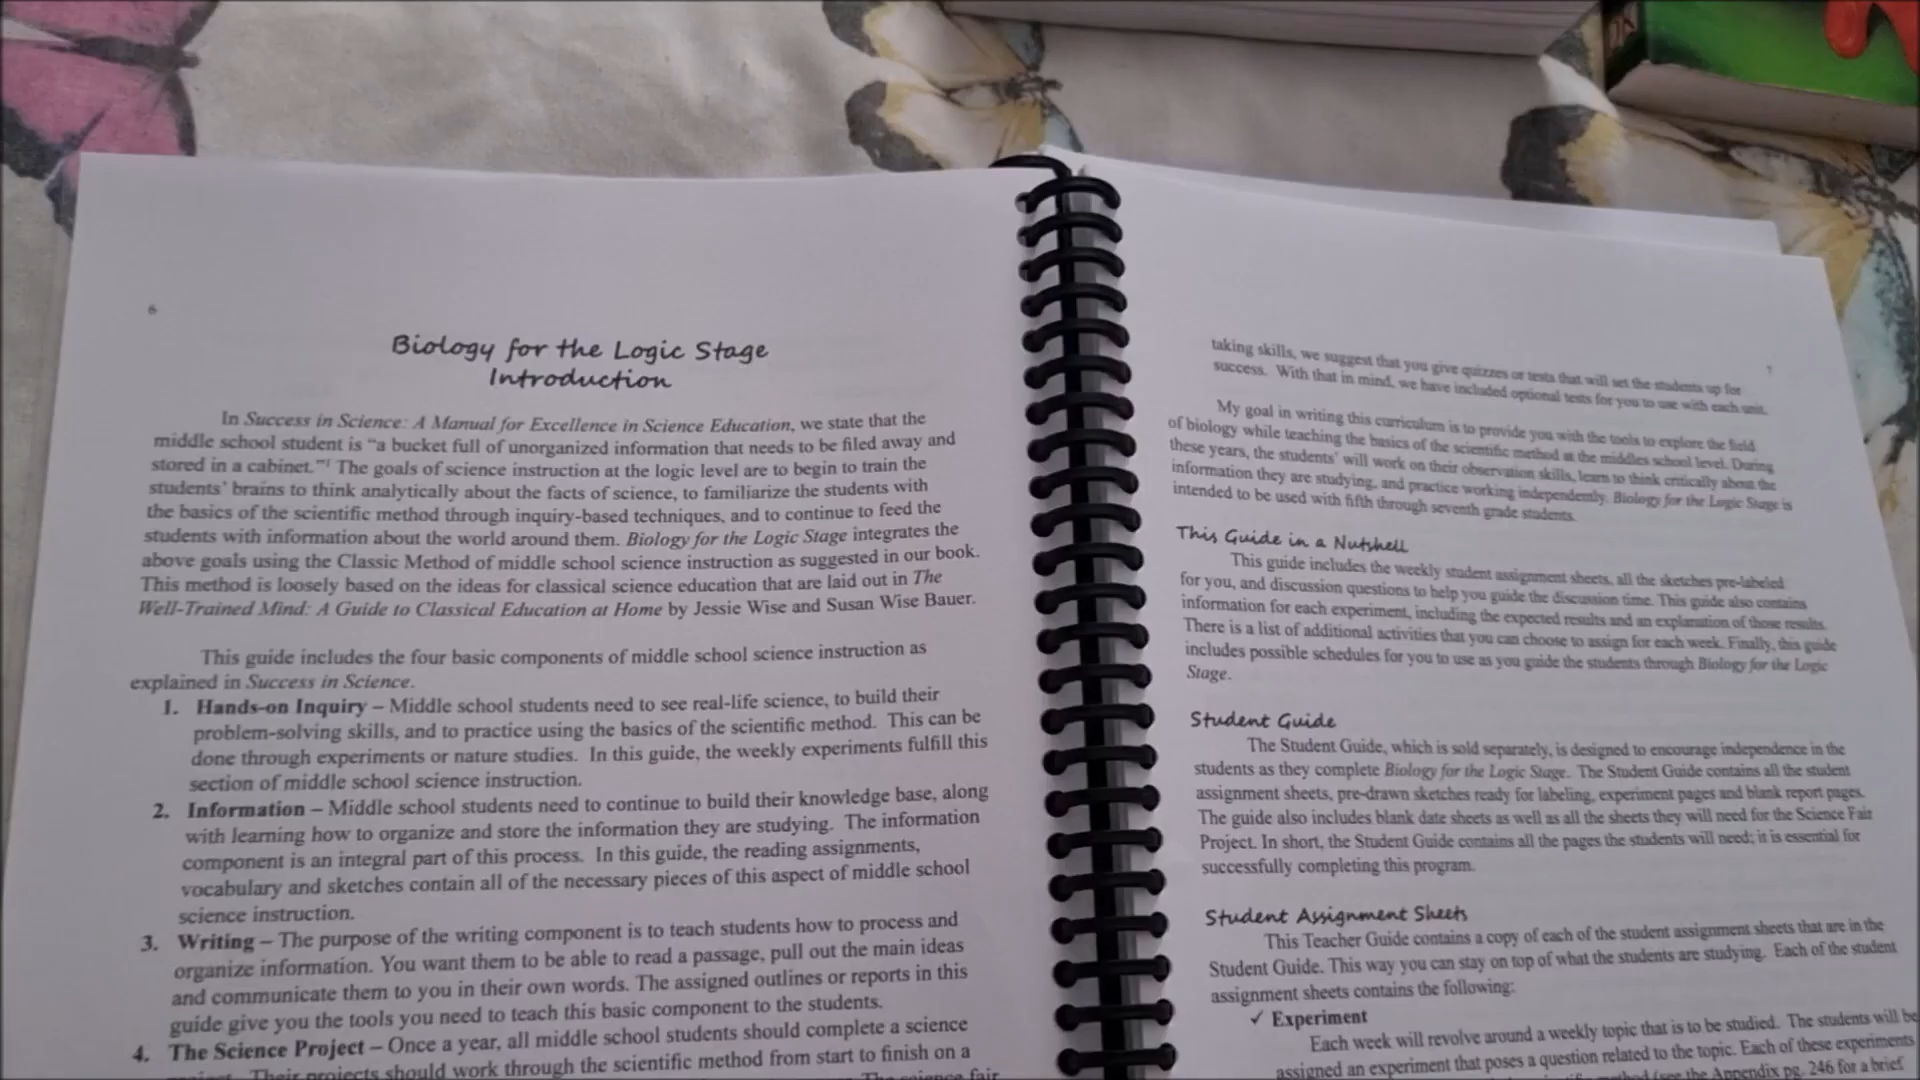 6
Biology for the Logic Stage
Introduction
In Success in Science: A Manual for Excellence in Science Education, we state that the
middle school student is “a bucket full of unorganized information that needs to be filed away and
stored in a cabinet.”¹ The goals of science instruction at the logic level are to begin to train the
students’ brains to think analytically about the facts of science, to familiarize the students with
the basics of the scientific method through inquiry-based techniques, and to continue to feed the
students with information about the world around them. Biology for the Logic Stage integrates the
above goals using the Classic Method of middle school science instruction as suggested in our book.
This method is loosely based on the ideas for classical science education that are laid out in The
Well-Trained Mind: A Guide to Classical Education at Home by Jessie Wise and Susan Wise Bauer.
This guide includes the four basic components of middle school science instruction as
explained in Success in Science.
1. Hands-on Inquiry – Middle school students need to see real-life science, to build their
problem-solving skills, and to practice using the basics of the scientific method. This can be
done through experiments or nature studies. In this guide, the weekly experiments fulfill this
section of middle school science instruction.
2. Information – Middle school students need to continue to build their knowledge base, along
with learning how to organize and store the information they are studying. The information
component is an integral part of this process. In this guide, the reading assignments,
vocabulary and sketches contain all of the necessary pieces of this aspect of middle school
science instruction.
3. Writing – The purpose of the writing component is to teach students how to process and
organize information. You want them to be able to read a passage, pull out the main ideas
and communicate them to you in their own words. The assigned outlines or reports in this
guide give you the tools you need to teach this basic component to the students.
4. The Science Project – Once a year, all middle school students should complete a science
project. Their projects should work through the scientific method from start to finish on a
The science fair
7
taking skills, we suggest that you give quizzes or tests that will set the students up for
success. With that in mind, we have included optional tests for you to use with each unit.
My goal in writing this curriculum is to provide you with the tools to explore the field
of biology while teaching the basics of the scientific method at the middles school level. During
these years, the students’ will work on their observation skills, learn to think critically about the
information they are studying, and practice working independently. Biology for the Logic Stage is
intended to be used with fifth through seventh grade students.
This Guide in a Nutshell
This guide includes the weekly student assignment sheets, all the sketches pre-labeled
for you, and discussion questions to help you guide the discussion time. This guide also contains
information for each experiment, including the expected results and an explanation of those results.
There is a list of additional activities that you can choose to assign for each week. Finally, this guide
includes possible schedules for you to use as you guide the students through Biology for the Logic
Stage.
Student Guide
The Student Guide, which is sold separately, is designed to encourage independence in the
students as they complete Biology for the Logic Stage. The Student Guide contains all the student
assignment sheets, pre-drawn sketches ready for labeling, experiment pages and blank report pages.
The guide also includes blank date sheets as well as all the sheets they will need for the Science Fair
Project. In short, the Student Guide contains all the pages the students will need; it is essential for
successfully completing this program.
Student Assignment Sheets
This Teacher Guide contains a copy of each of the student assignment sheets that are in the
Student Guide. This way you can stay on top of what the students are studying. Each of the student
assignment sheets contains the following:
✓ Experiment
Each week will revolve around a weekly topic that is to be studied. The students will be
assigned an experiment that poses a question related to the topic. Each of these experiments
method (see the Appendix pg. 246 for a brief